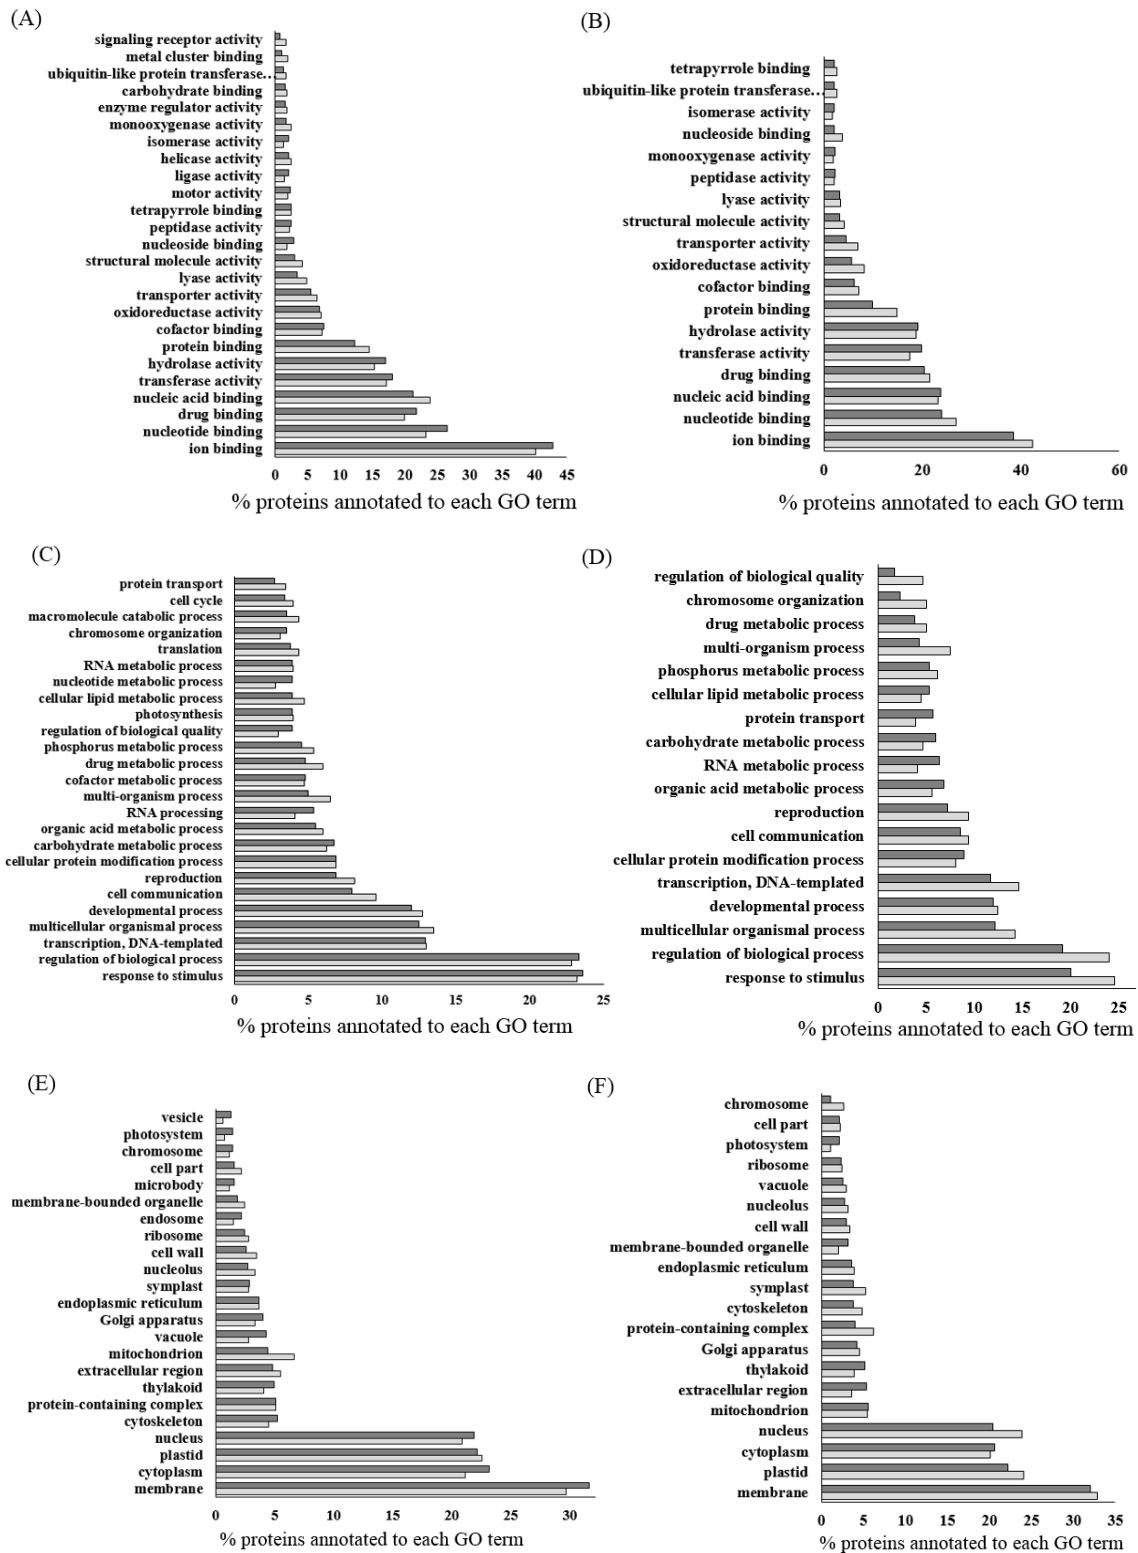 (A)
signaling receptor activity
metal cluster binding
ubiquitin-like protein transferase…
carbohydrate binding
enzyme regulator activity
monooxygenase activity
isomerase activity
helicase activity
ligase activity
motor activity
tetrapyrrole binding
peptidase activity
nucleoside binding
structural molecule activity
lyase activity
transporter activity
oxidoreductase activity
cofactor binding
protein binding
hydrolase activity
transferase activity
nucleic acid binding
drug binding
nucleotide binding
ion binding
0 5 10 15 20 25 30 35 40 45
% proteins annotated to each GO term
(B)
tetrapyrrole binding
ubiquitin-like protein transferase…
isomerase activity
nucleoside binding
monooxygenase activity
peptidase activity
lyase activity
structural molecule activity
transporter activity
oxidoreductase activity
cofactor binding
protein binding
hydrolase activity
transferase activity
drug binding
nucleic acid binding
nucleotide binding
ion binding
0 20 40 60
% proteins annotated to each GO term
(C)
protein transport
cell cycle
macromolecule catabolic process
chromosome organization
translation
RNA metabolic process
nucleotide metabolic process
cellular lipid metabolic process
photosynthesis
regulation of biological quality
phosphorus metabolic process
drug metabolic process
cofactor metabolic process
multi-organism process
RNA processing
organic acid metabolic process
carbohydrate metabolic process
cellular protein modification process
reproduction
cell communication
developmental process
multicellular organismal process
transcription, DNA-templated
regulation of biological process
response to stimulus
0 5 10 15 20 25
% proteins annotated to each GO term
(D)
regulation of biological quality
chromosome organization
drug metabolic process
multi-organism process
phosphorus metabolic process
cellular lipid metabolic process
protein transport
carbohydrate metabolic process
RNA metabolic process
organic acid metabolic process
reproduction
cell communication
cellular protein modification process
transcription, DNA-templated
developmental process
multicellular organismal process
regulation of biological process
response to stimulus
0 5 10 15 20 25
% proteins annotated to each GO term
(E)
vesicle
photosystem
chromosome
cell part
microbody
membrane-bounded organelle
endosome
ribosome
cell wall
nucleolus
symplast
endoplasmic reticulum
Golgi apparatus
vacuole
mitochondrion
extracellular region
thylakoid
protein-containing complex
cytoskeleton
nucleus
plastid
cytoplasm
membrane
0 5 10 15 20 25 30
% proteins annotated to each GO term
(F)
chromosome
cell part
photosystem
ribosome
vacuole
nucleolus
cell wall
membrane-bounded organelle
endoplasmic reticulum
symplast
cytoskeleton
protein-containing complex
Golgi apparatus
thylakoid
extracellular region
mitochondrion
nucleus
cytoplasm
plastid
membrane
0 5 10 15 20 25 30 35
% proteins annotated to each GO term